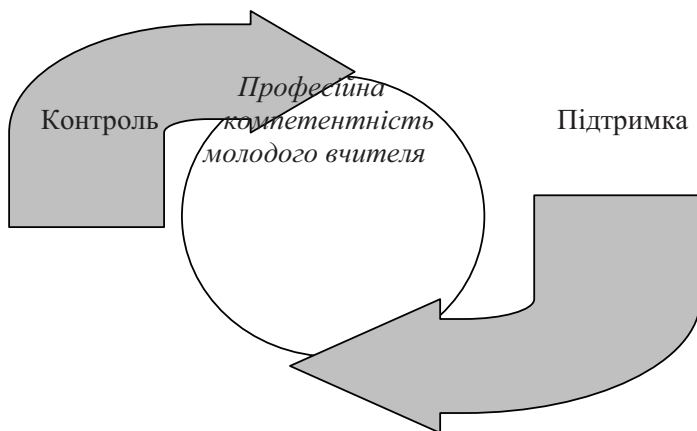 Професійна
Контроль компетентність Підтримка
молодого вчителя